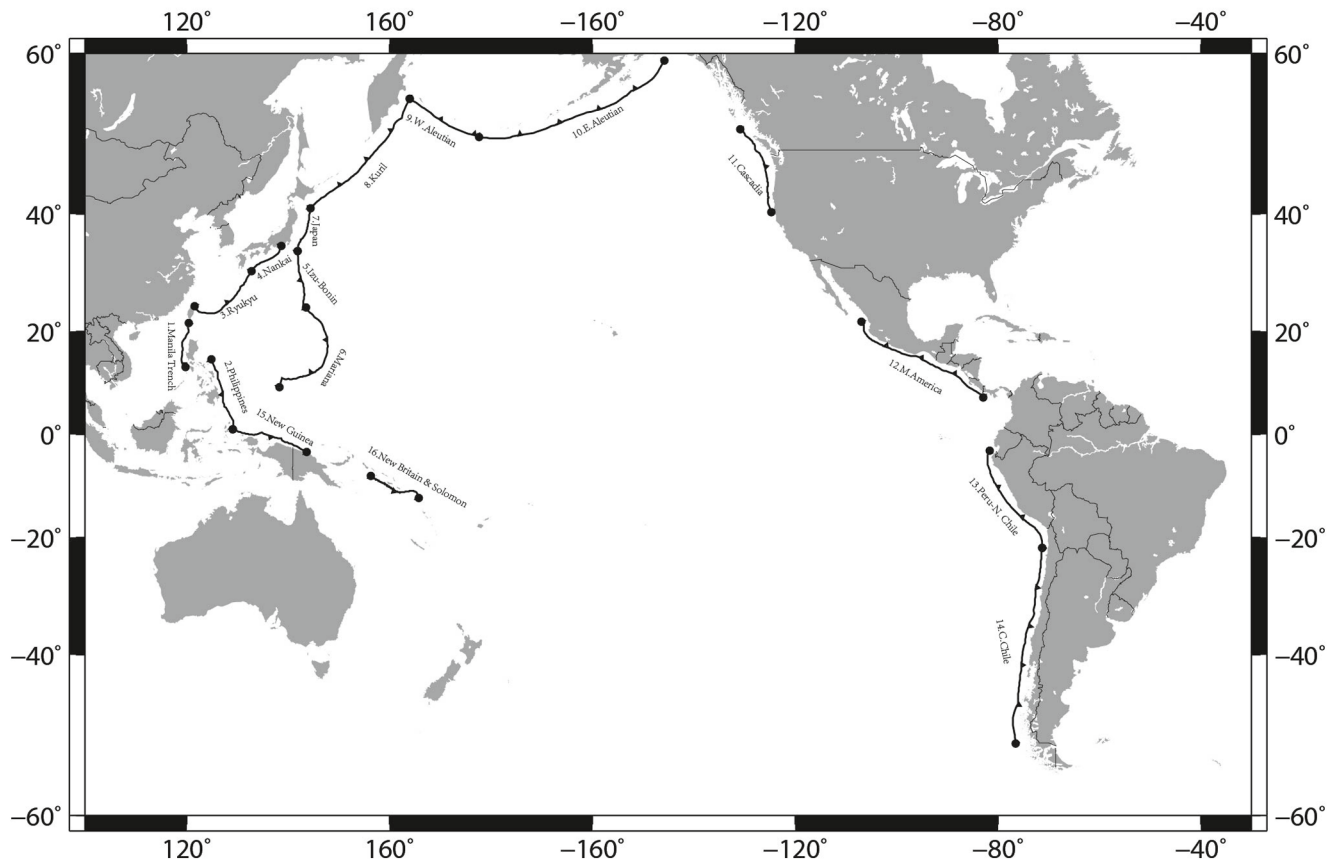 120° 160° −160° −120° −80° −40°
60° 60°
9.W.Aleutian
10.E.Aleutian
8.Kuril
11.Cascadia
40° 40°
7.Japan
4.Nankai
5.Izu-Bonin
3.Ryukyu
20° 20°
1.Manila Trench
6.Mariana
2.Philippines
12.M.America
15.New Guinea
0° 0°
16.New Britain & Solomon
13.Peru-N. Chile
−20° −20°
14.C.Chile
−40° −40°
−60° −60°
120° 160° −160° −120° −80° −40°